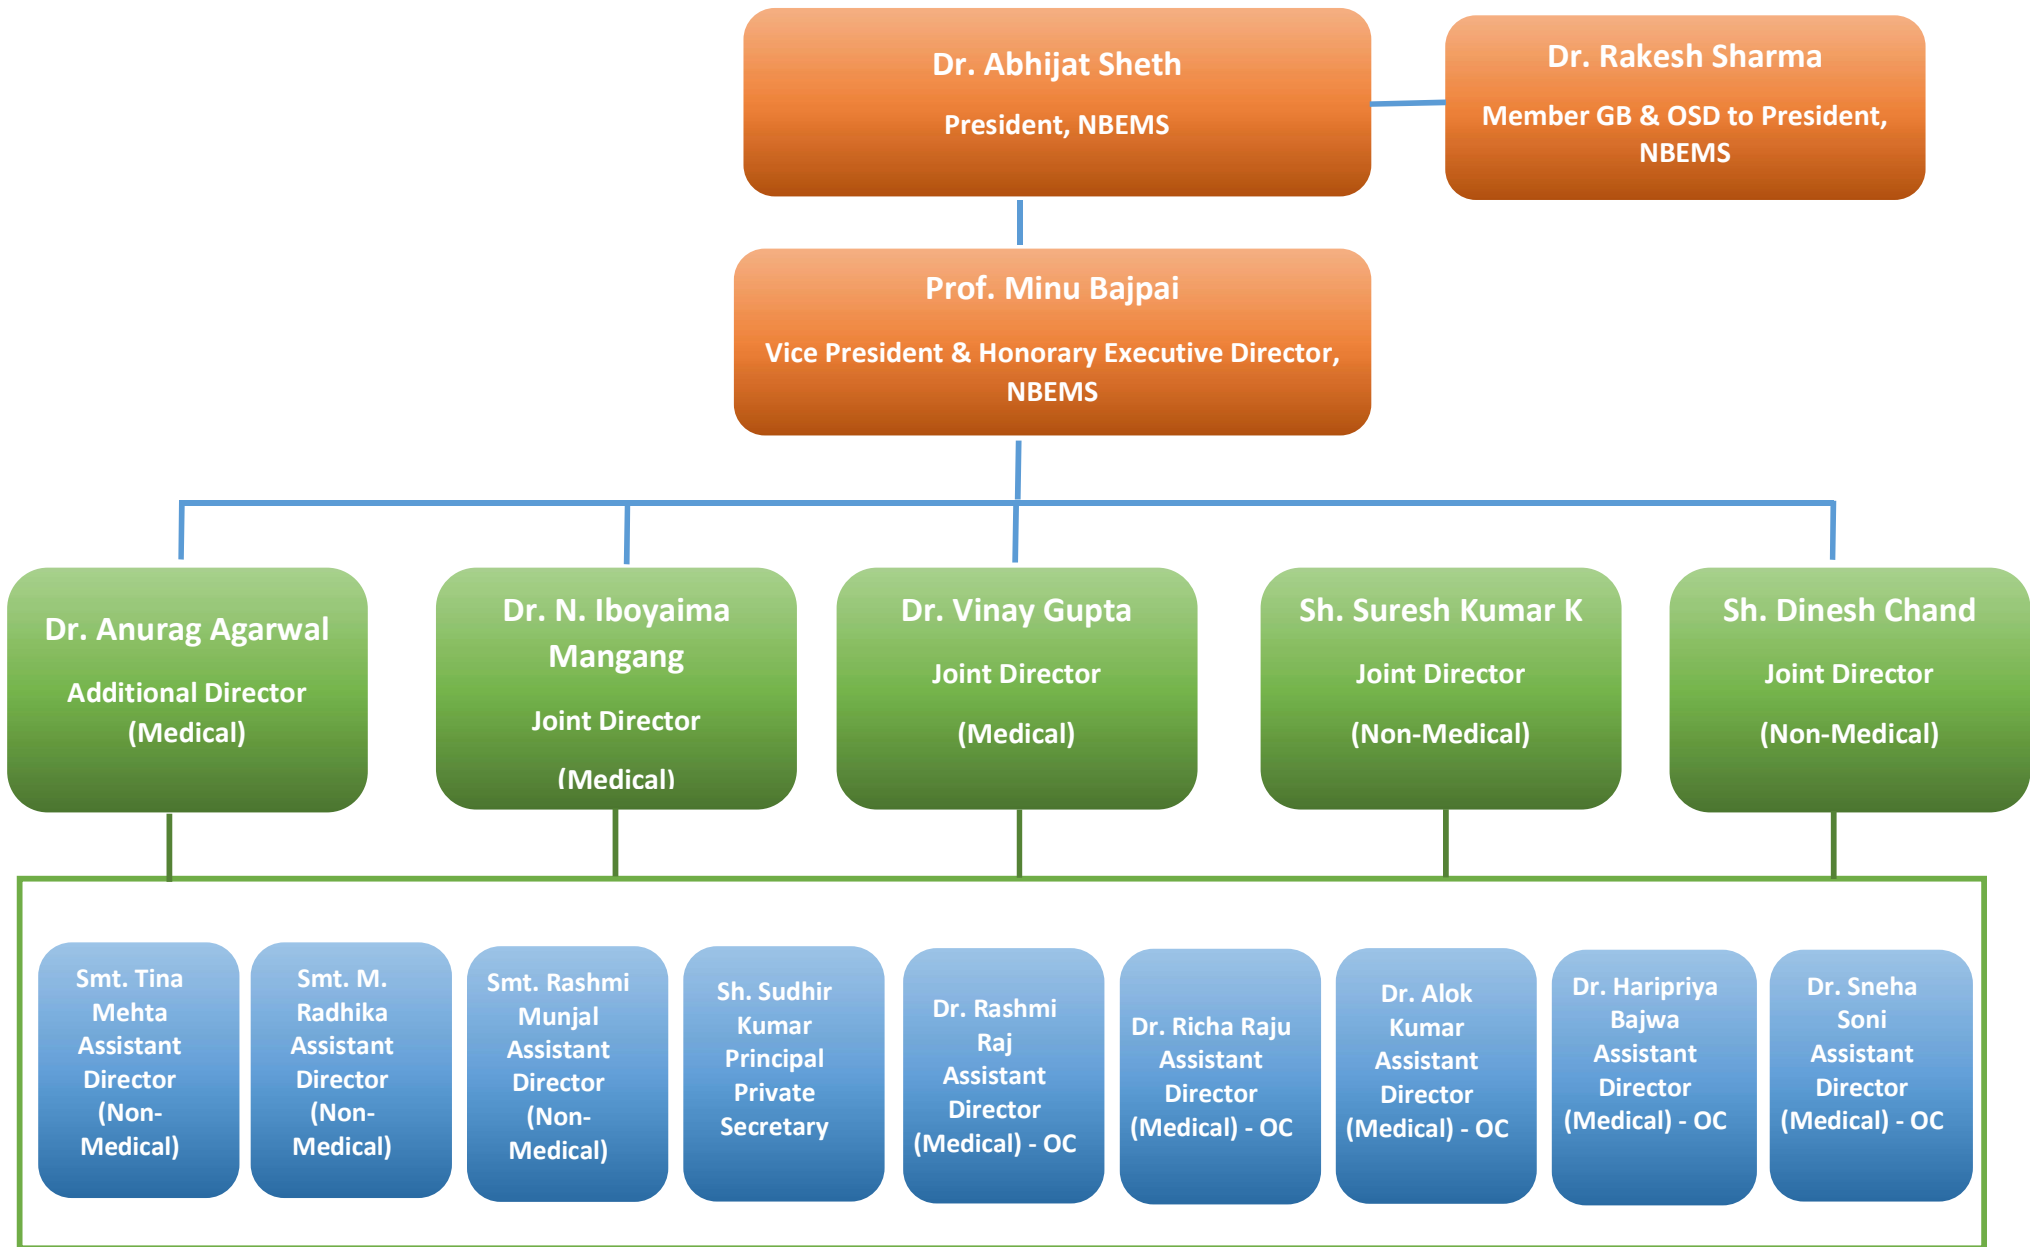 Dr. Abhijat Sheth
President, NBEMS
Dr. Rakesh Sharma
Member GB & OSD to President,
NBEMS
Prof. Minu Bajpai
Vice President & Honorary Executive Director,
NBEMS
Dr. Anurag Agarwal
Additional Director
(Medical)
Dr. N. Iboyaima
Mangang
Joint Director
(Medical)
Dr. Vinay Gupta
Joint Director
(Medical)
Sh. Suresh Kumar K
Joint Director
(Non-Medical)
Sh. Dinesh Chand
Joint Director
(Non-Medical)
Smt. Tina
Mehta
Assistant
Director
(Non-
Medical)
Smt. M.
Radhika
Assistant
Director
(Non-
Medical)
Smt. Rashmi
Munjal
Assistant
Director
(Non-
Medical)
Sh. Sudhir
Kumar
Principal
Private
Secretary
Dr. Rashmi
Raj
Assistant
Director
(Medical) - OC
Dr. Richa Raju
Assistant
Director
(Medical) - OC
Dr. Alok
Kumar
Assistant
Director
(Medical) - OC
Dr. Haripriya
Bajwa
Assistant
Director
(Medical) - OC
Dr. Sneha
Soni
Assistant
Director
(Medical) - OC